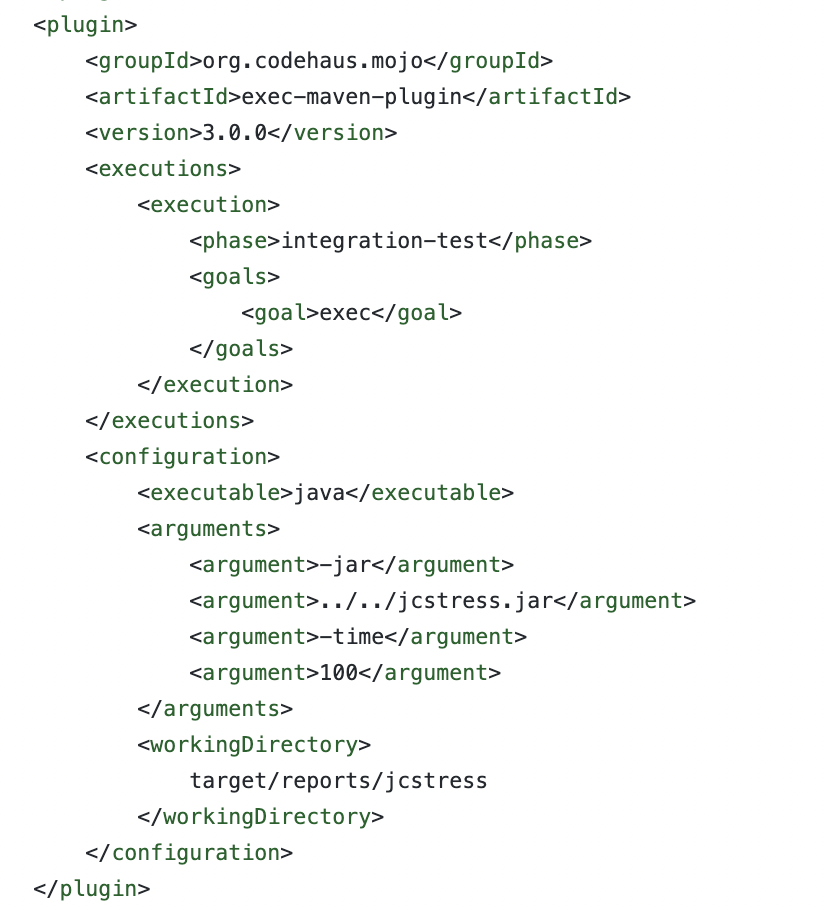 <plugin>
    <groupId>org.codehaus.mojo</groupId>
    <artifactId>exec-maven-plugin</artifactId>
    <version>3.0.0</version>
    <executions>
        <execution>
            <phase>integration-test</phase>
            <goals>
                <goal>exec</goal>
            </goals>
        </execution>
    </executions>
    <configuration>
        <executable>java</executable>
        <arguments>
            <argument>-jar</argument>
            <argument>../../jcstress.jar</argument>
            <argument>-time</argument>
            <argument>100</argument>
        </arguments>
        <workingDirectory>
            target/reports/jcstress
        </workingDirectory>
    </configuration>
</plugin>